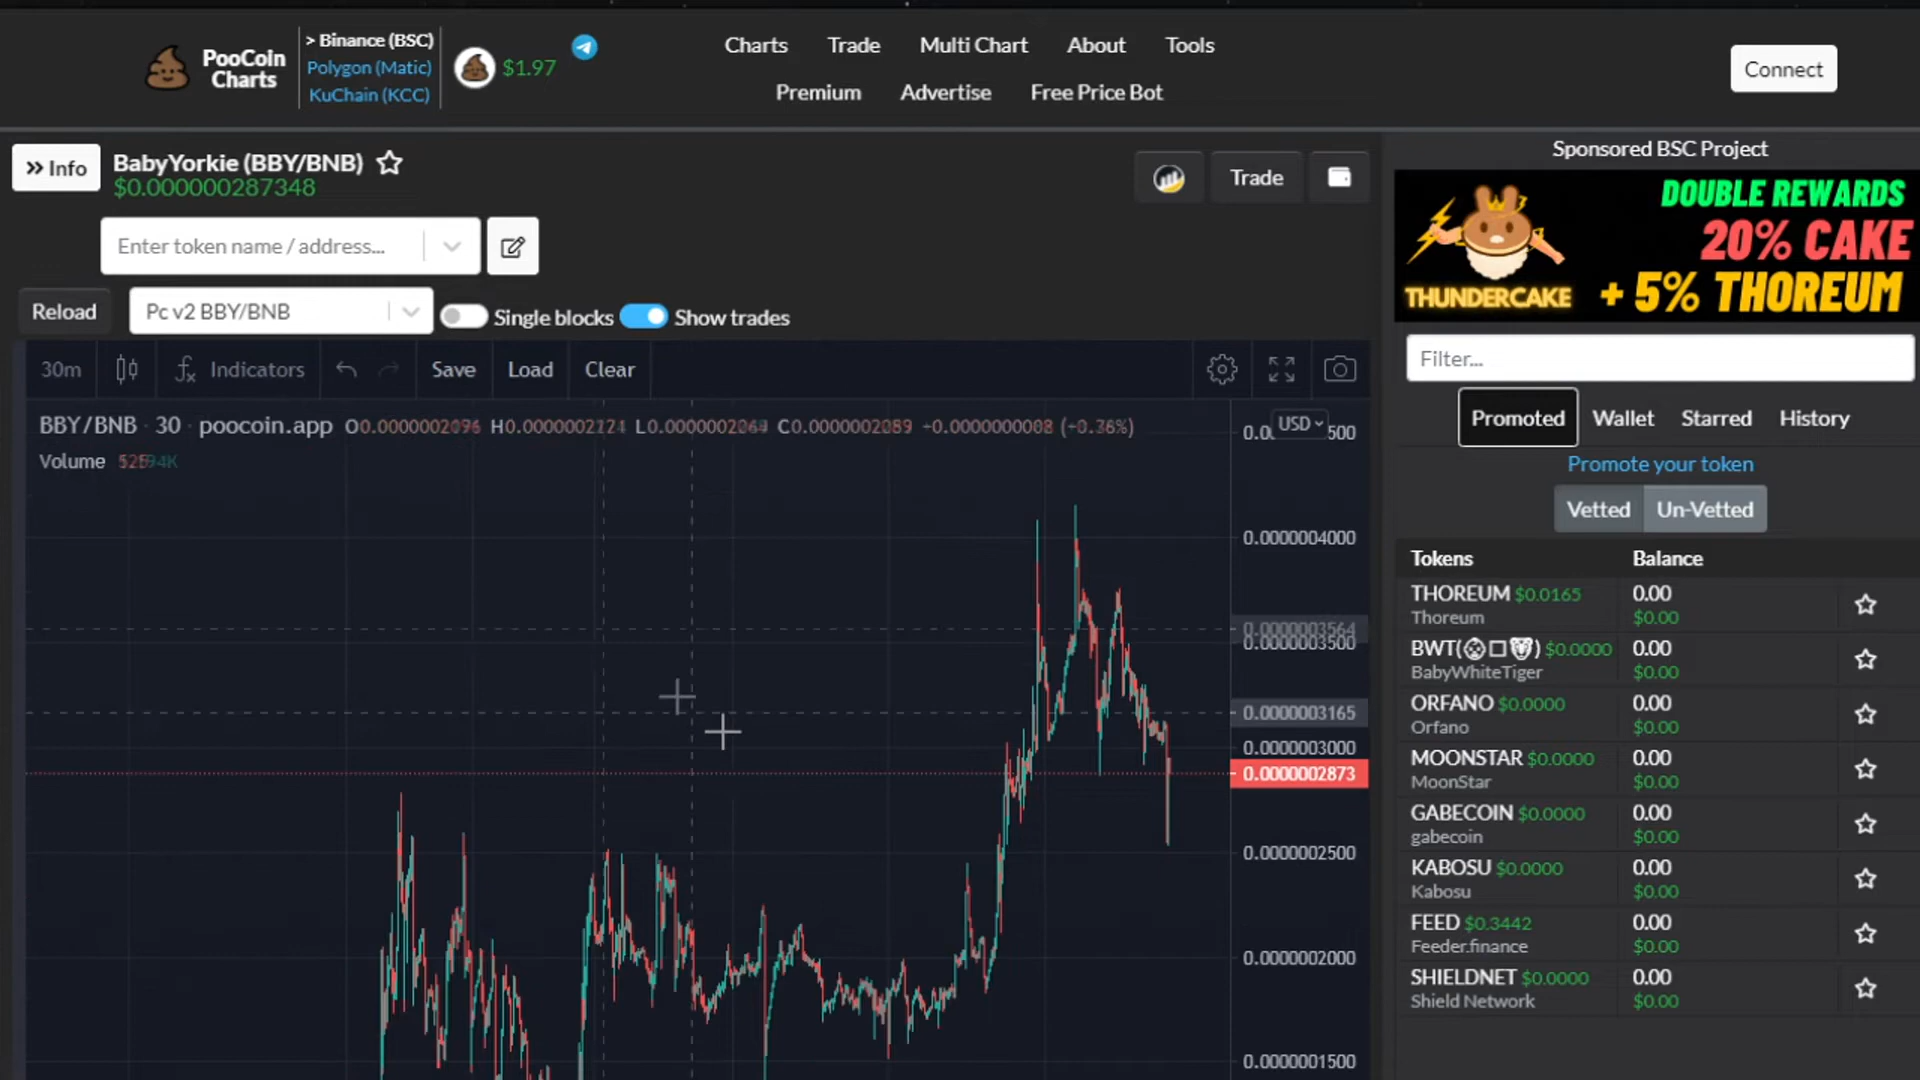 PooCoin
Charts
> Binance (BSC)
Polygon (Matic)
KuChain (KCC)
$1.97
Charts
Trade
Multi Chart
About
Tools
Premium
Advertise
Free Price Bot
Connect
>> Info
BabyYorkie (BBY/BNB)
$0.000000287348
Trade
Enter token name / address...
Reload
Pc v2 BBY/BNB
Single blocks
Show trades
30m
Indicators
Save
Load
Clear
BBY/BNB · 30 · poocoin.app
(+0.36%)
Volume
USD
0.0000004000
0.0000003564
0.0000003500
0.0000003165
0.0000003000
0.0000002873
0.0000002500
0.0000002000
0.0000001500
Sponsored BSC Project
DOUBLE REWARDS
20% CAKE
+ 5% THOREUM
THUNDERCAKE
Filter...
Promoted
Wallet
Starred
History
Promote your token
Vetted
Un-Vetted
Tokens Balance
THOREUM $0.0165 0.00
Thoreum $0.00
BWT( ) $0.0000 0.00
BabyWhiteTiger $0.00
ORFANO $0.0000 0.00
Orfano $0.00
MOONSTAR $0.0000 0.00
MoonStar $0.00
GABECOIN $0.0000 0.00
gabecoin $0.00
KABOSU $0.0000 0.00
Kabosu $0.00
FEED $0.3442 0.00
Feeder.finance $0.00
SHIELDNET $0.0000 0.00
Shield Network $0.00